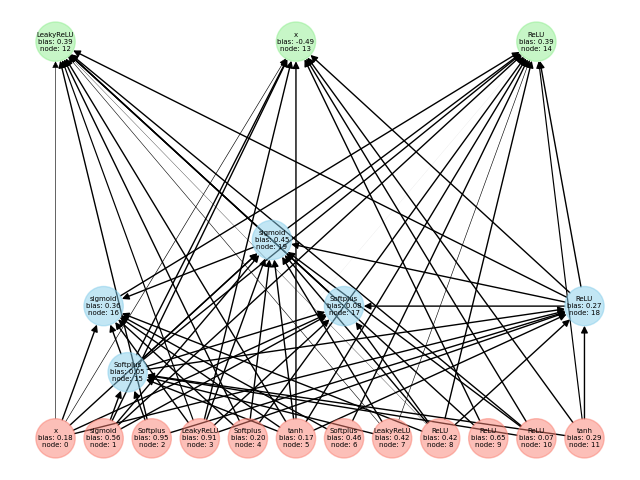 LeakyReLU
bias: 0.39
node: 12
x
bias: -0.49
node: 13
ReLU
bias: 0.39
node: 14
sigmoid
bias: 0.45
node: 19
sigmoid
bias: 0.36
node: 16
Softplus
bias: 0.08
node: 17
ReLU
bias: 0.27
node: 18
Softplus
bias: 0.05
node: 15
x
bias: 0.18
node: 0
sigmoid
bias: 0.56
node: 1
Softplus
bias: 0.95
node: 2
LeakyReLU
bias: 0.91
node: 3
Softplus
bias: 0.20
node: 4
tanh
bias: 0.17
node: 5
Softplus
bias: 0.46
node: 6
LeakyReLU
bias: 0.42
node: 7
ReLU
bias: 0.42
node: 8
ReLU
bias: 0.65
node: 9
ReLU
bias: 0.07
node: 10
tanh
bias: 0.29
node: 11